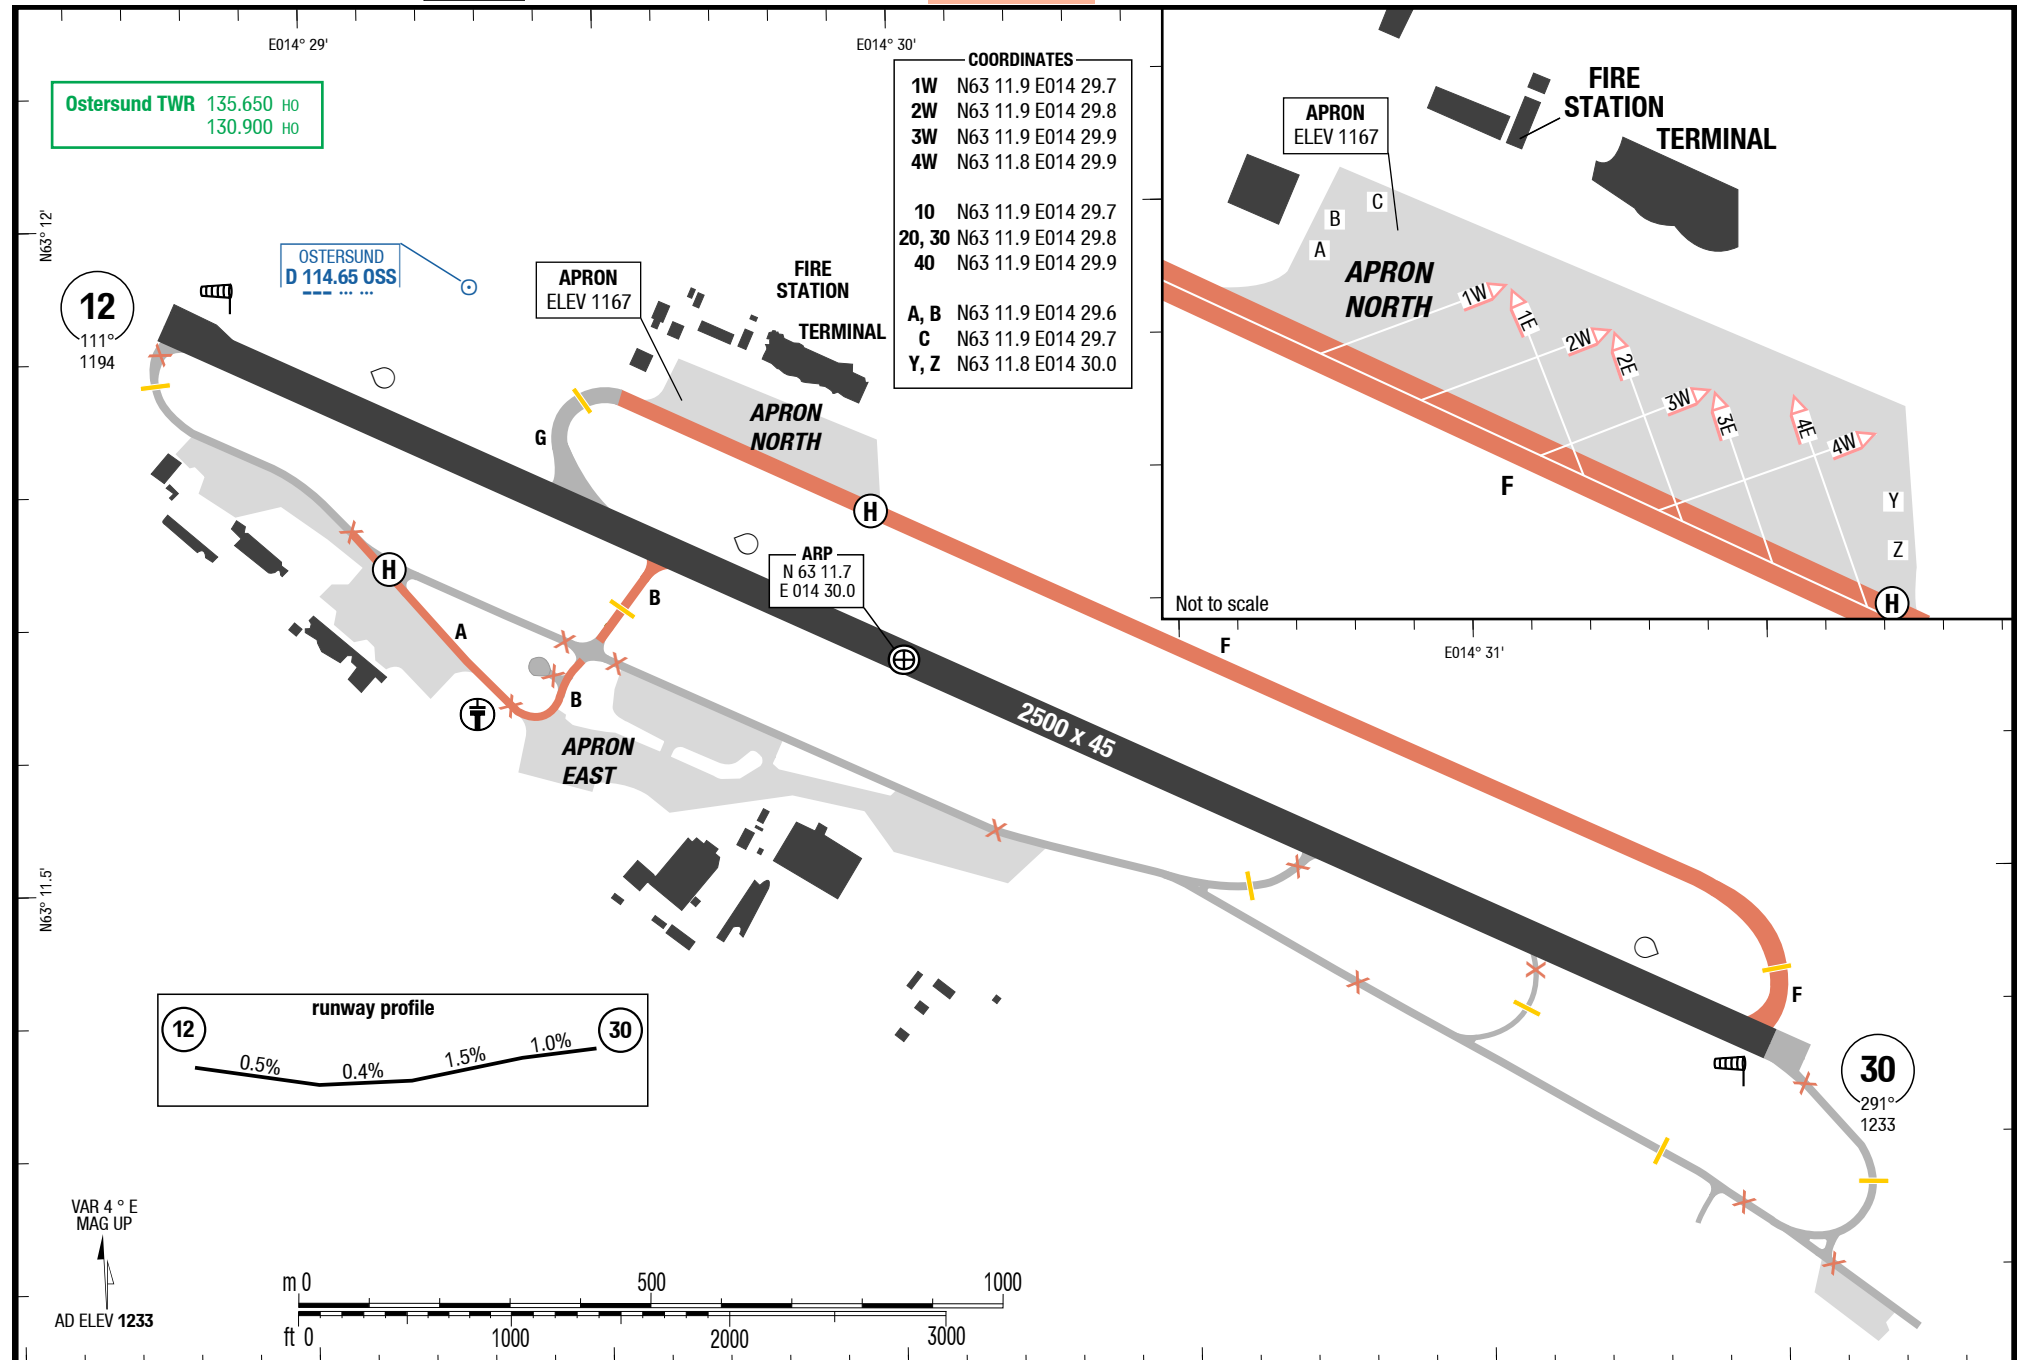 E014° 29'
E014° 30'
Ostersund TWR 135.650 HO
130.900 HO
COORDINATES
1W N63 11.9 E014 29.7
2W N63 11.9 E014 29.8
3W N63 11.9 E014 29.9
4W N63 11.8 E014 29.9
10 N63 11.9 E014 29.7
20, 30 N63 11.9 E014 29.8
40 N63 11.9 E014 29.9
A, B N63 11.9 E014 29.6
C N63 11.9 E014 29.7
Y, Z N63 11.8 E014 30.0
FIRE
STATION
TERMINAL
APRON
ELEV 1167
C
B
A
APRON
NORTH
1W
1E
2W
2E
3W
3E
4E
4W
F
Y
Z
H
Not to scale
N63° 12'
OSTERSUND
D 114.65 OSS
12
111°
1194
APRON
ELEV 1167
FIRE
STATION
TERMINAL
APRON
NORTH
G
H
ARP
N 63 11.7
E 014 30.0
H
A
B
B
F
E014° 31'
APRON
EAST
2500 x 45
N63° 11.5'
F
30
291°
1233
runway profile
12
30
0.5%
0.4%
1.5%
1.0%
VAR 4 ° E
MAG UP
AD ELEV 1233
m 0 500 1000
ft 0 1000 2000 3000